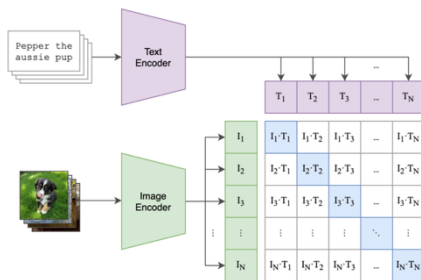 Pepper the
aussie pup
Text
Encoder
...
T1 T2 T3 ... TN
I1 I1·T1 I1·T2 I1·T3 ... I1·TN
I2 I2·T1 I2·T2 I2·T3 ... I2·TN
Image
Encoder
I3 I3·T1 I3·T2 I3·T3 ... I3·TN
⋮ ⋮ ⋮ ⋮ ⋱ ⋮
IN IN·T1 IN·T2 IN·T3 ... IN·TN